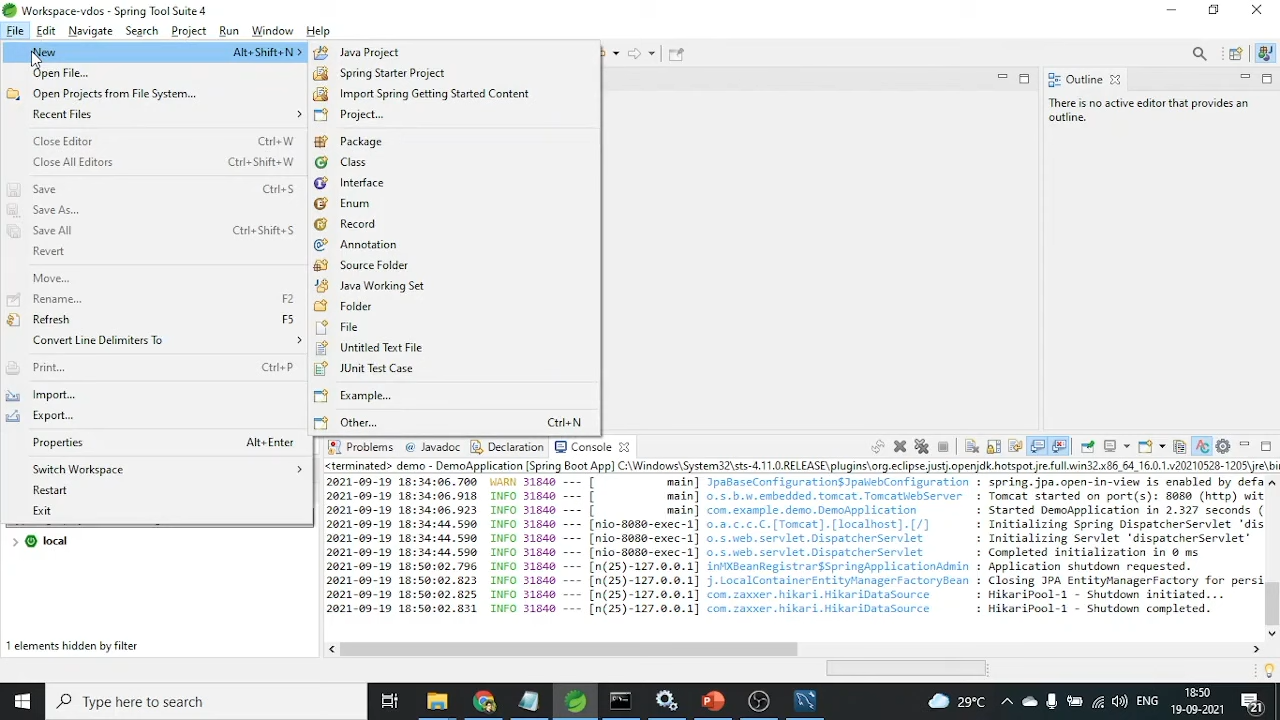 Workspace-vdos - Spring Tool Suite 4
File Edit Navigate Search Project Run Window Help
New Alt+Shift+N
Open File...
Open Projects from File System...
Recent Files
Close Editor Ctrl+W
Close All Editors Ctrl+Shift+W
Save Ctrl+S
Save As...
Save All Ctrl+Shift+S
Revert
Move...
Rename... F2
Refresh F5
Convert Line Delimiters To
Print... Ctrl+P
Import...
Export...
Properties Alt+Enter
Switch Workspace
Restart
Exit
Java Project
Spring Starter Project
Import Spring Getting Started Content
Project...
Package
Class
Interface
Enum
Record
Annotation
Source Folder
Java Working Set
Folder
File
Untitled Text File
JUnit Test Case
Example...
Other... Ctrl+N
Outline
There is no active editor that provides an
outline.
local
1 elements hidden by filter
Problems @ Javadoc Declaration Console
<terminated> demo - DemoApplication [Spring Boot App] C:\Windows\System32\sts-4.11.0.RELEASE\plugins\org.eclipse.justj.openjdk.hotspot.jre.full.win32.x86_64_16.0.1.v20210528-1205\jre\bin
2021-09-19 18:34:06.700 WARN 31840 --- [ main] JpaBaseConfiguration$JpaWebConfiguration : spring.jpa.open-in-view is enabled by defa
2021-09-19 18:34:06.918 INFO 31840 --- [ main] o.s.b.w.embedded.tomcat.TomcatWebServer : Tomcat started on port(s): 8080 (http) wit
2021-09-19 18:34:06.923 INFO 31840 --- [ main] com.example.demo.DemoApplication : Started DemoApplication in 2.327 seconds (
2021-09-19 18:34:44.590 INFO 31840 --- [nio-8080-exec-1] o.a.c.c.C.[Tomcat].[localhost].[/] : Initializing Spring DispatcherServlet 'dis
2021-09-19 18:34:44.590 INFO 31840 --- [nio-8080-exec-1] o.s.web.servlet.DispatcherServlet : Initializing Servlet 'dispatcherServlet'
2021-09-19 18:34:44.590 INFO 31840 --- [nio-8080-exec-1] o.s.web.servlet.DispatcherServlet : Completed initialization in 0 ms
2021-09-19 18:50:02.796 INFO 31840 --- [n(25)-127.0.0.1] inMXBeanRegistrar$SpringApplicationAdmin : Application shutdown requested.
2021-09-19 18:50:02.823 INFO 31840 --- [n(25)-127.0.0.1] j.LocalContainerEntityManagerFactoryBean : Closing JPA EntityManagerFactory for persi
2021-09-19 18:50:02.825 INFO 31840 --- [n(25)-127.0.0.1] com.zaxxer.hikari.HikariDataSource : HikariPool-1 - Shutdown initiated...
2021-09-19 18:50:02.831 INFO 31840 --- [n(25)-127.0.0.1] com.zaxxer.hikari.HikariDataSource : HikariPool-1 - Shutdown completed.
Type here to search
29°C
ENG
18:50
19-09-2021
21